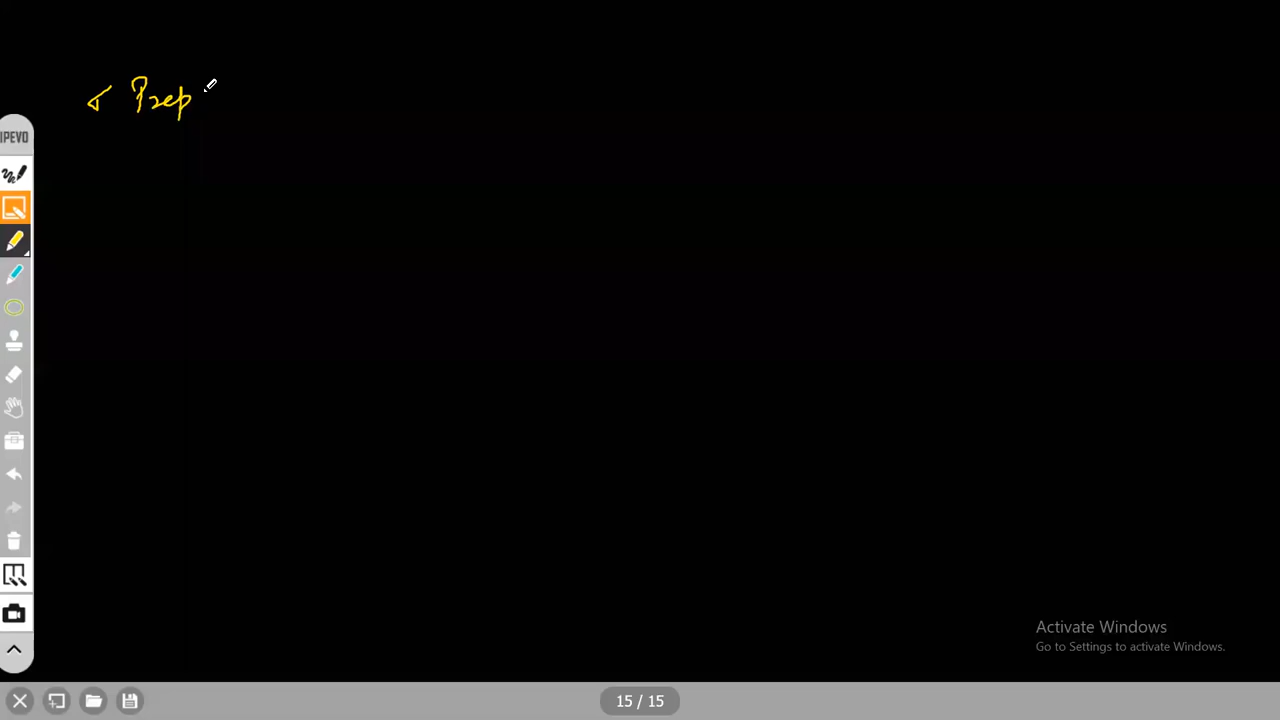 Prep
IPEVO
Activate Windows
Go to Settings to activate Windows.
15 / 15